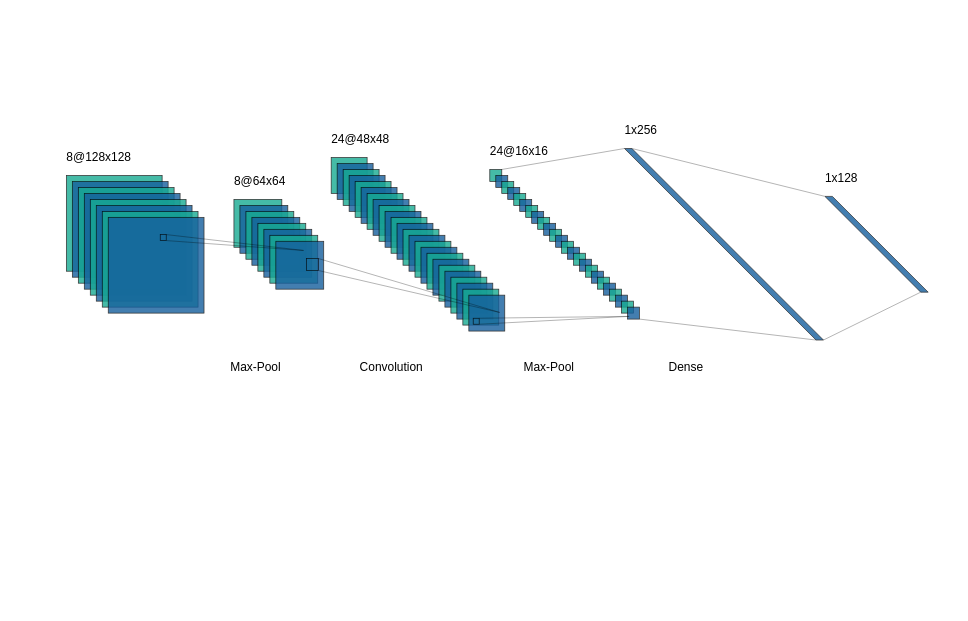 8@128x128
8@64x64
24@48x48
24@16x16
1x256
1x128
Max-Pool
Convolution
Max-Pool
Dense